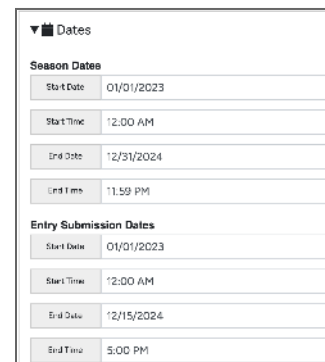 Dates
Season Dates
Start Date 01/01/2023
Start Time 12:00 AM
End Date 12/31/2024
End Time 11:59 PM
Entry Submission Dates
Start Date 01/01/2023
Start Time 12:00 AM
End Date 12/15/2024
End Time 5:00 PM